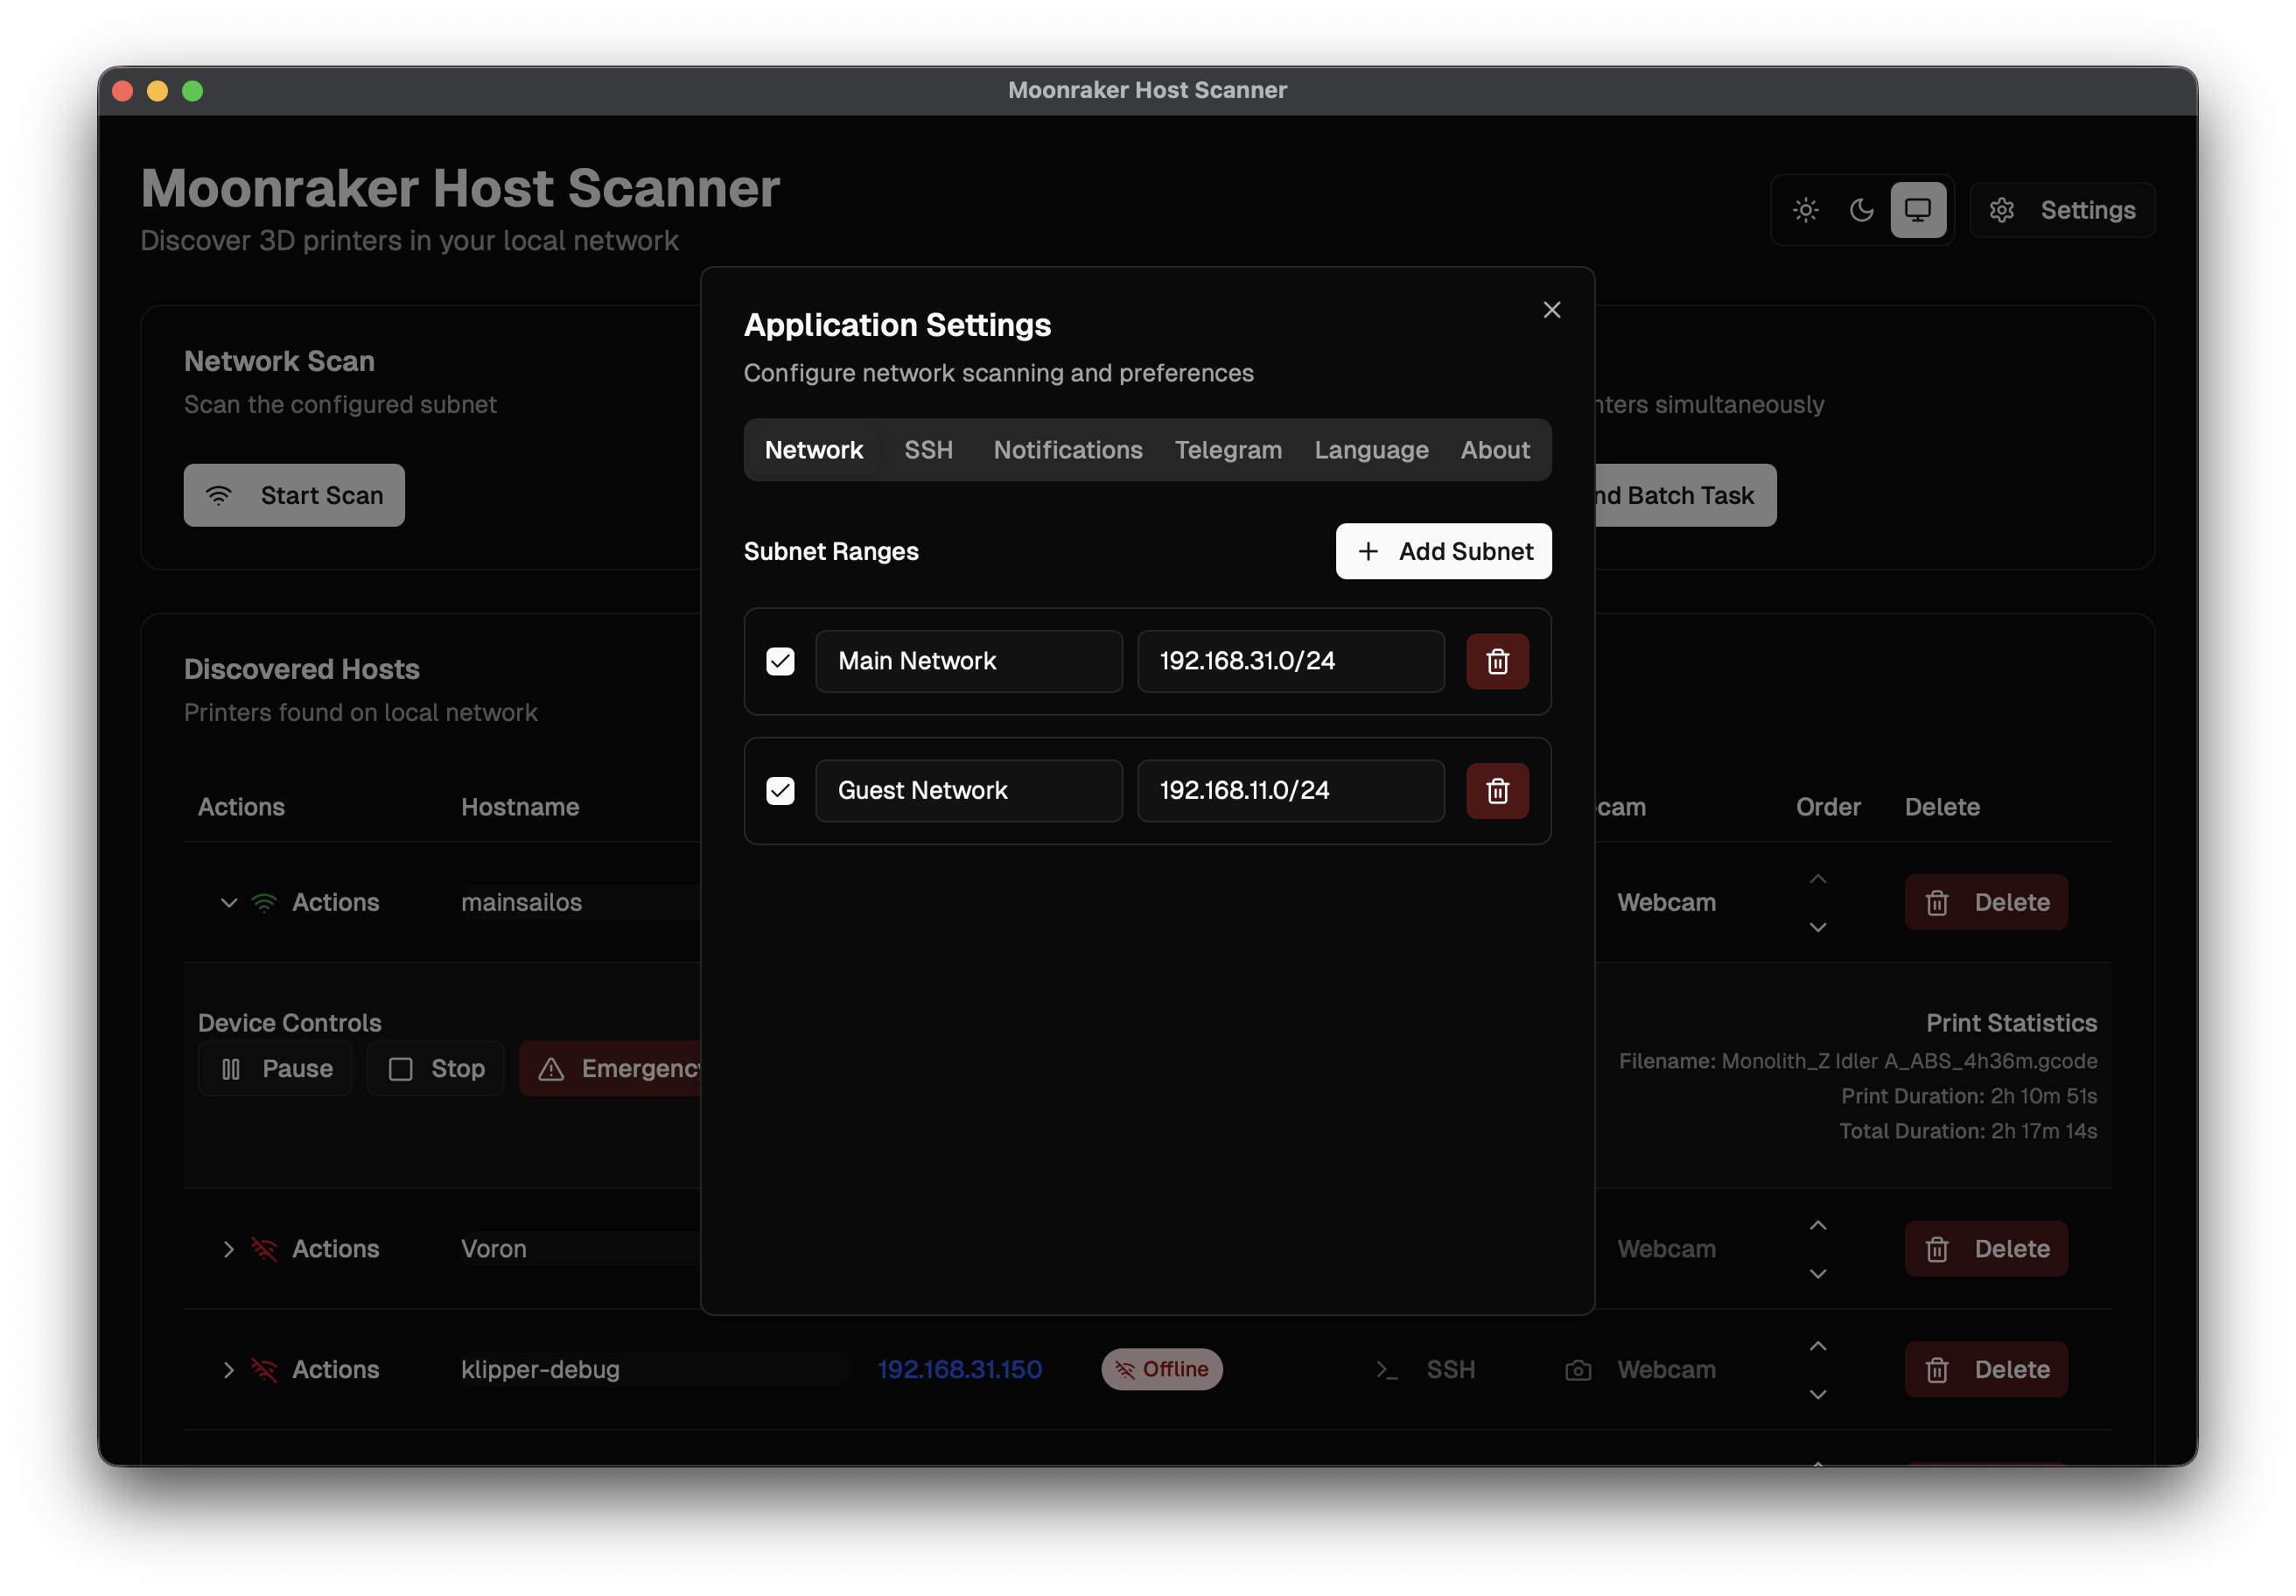 Moonraker Host Scanner
Moonraker Host Scanner
Discover 3D printers in your local network
Settings
Network Scan
Scan the configured subnet
Start Scan
nters simultaneously
nd Batch Task
Application Settings
Configure network scanning and preferences
Network SSH Notifications Telegram Language About
Subnet Ranges
Add Subnet
Main Network 192.168.31.0/24
Guest Network 192.168.11.0/24
Discovered Hosts
Printers found on local network
Actions Hostname cam Order Delete
Actions mainsailos Webcam Delete
Device Controls
Pause Stop Emergency
Print Statistics
Filename: Monolith_Z Idler A_ABS_4h36m.gcode
Print Duration: 2h 10m 51s
Total Duration: 2h 17m 14s
Actions Voron Webcam Delete
Actions klipper-debug 192.168.31.150 Offline SSH Webcam Delete